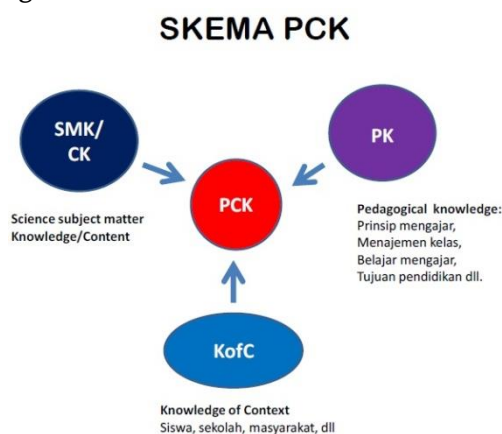 SKEMA PCK
SMK/
CK
PK
PCK
Science subject matter
Knowledge/Content
Pedagogical knowledge:
Prinsip mengajar,
Menajemen kelas,
Belajar mengajar,
Tujuan pendidikan dll.
KofC
Knowledge of Context
Siswa, sekolah, masyarakat, dll